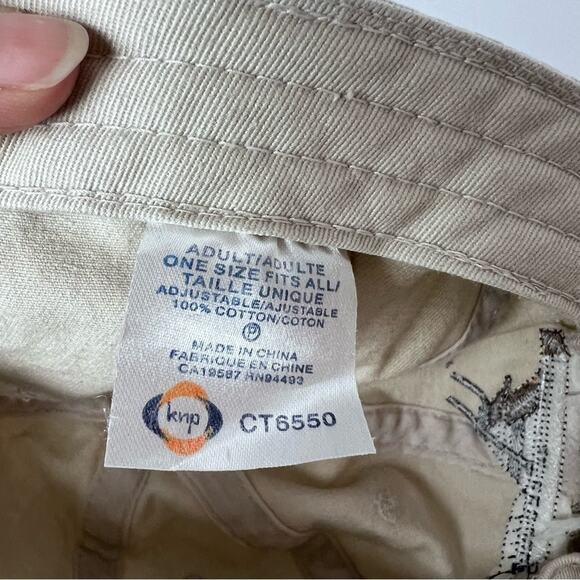 ADULT/ADULTE
ONE SIZE FITS ALL/
TAILLE UNIQUE
ADJUSTABLE/AJUSTABLE
100% COTTON/COTON
P
MADE IN CHINA
FABRIQUE EN CHINE
CA19587 RN94493
knp
CT6550